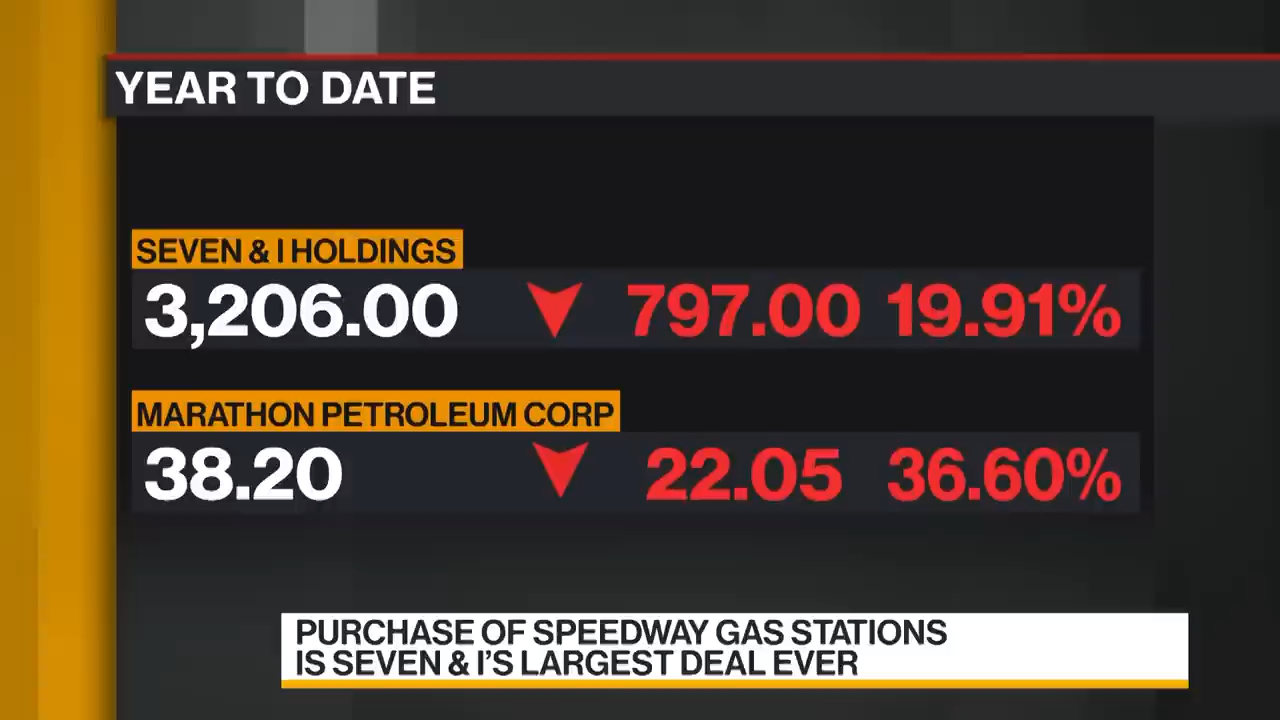 YEAR TO DATE
SEVEN & I HOLDINGS
3,206.00 797.00 19.91%
MARATHON PETROLEUM CORP
38.20 22.05 36.60%
PURCHASE OF SPEEDWAY GAS STATIONS
IS SEVEN & I'S LARGEST DEAL EVER